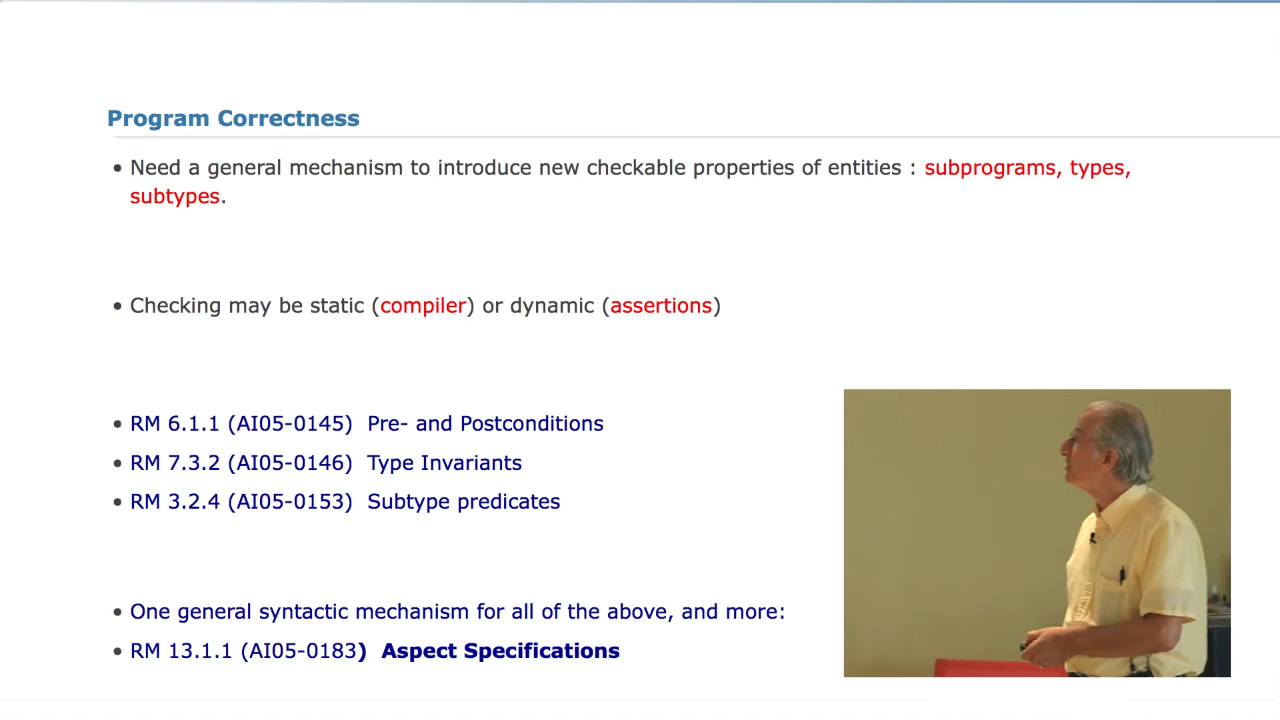 Program Correctness
• Need a general mechanism to introduce new checkable properties of entities : subprograms, types,
subtypes.
• Checking may be static (compiler) or dynamic (assertions)
• RM 6.1.1 (AI05-0145)  Pre- and Postconditions
• RM 7.3.2 (AI05-0146)  Type Invariants
• RM 3.2.4 (AI05-0153)  Subtype predicates
• One general syntactic mechanism for all of the above, and more:
• RM 13.1.1 (AI05-0183)  Aspect Specifications